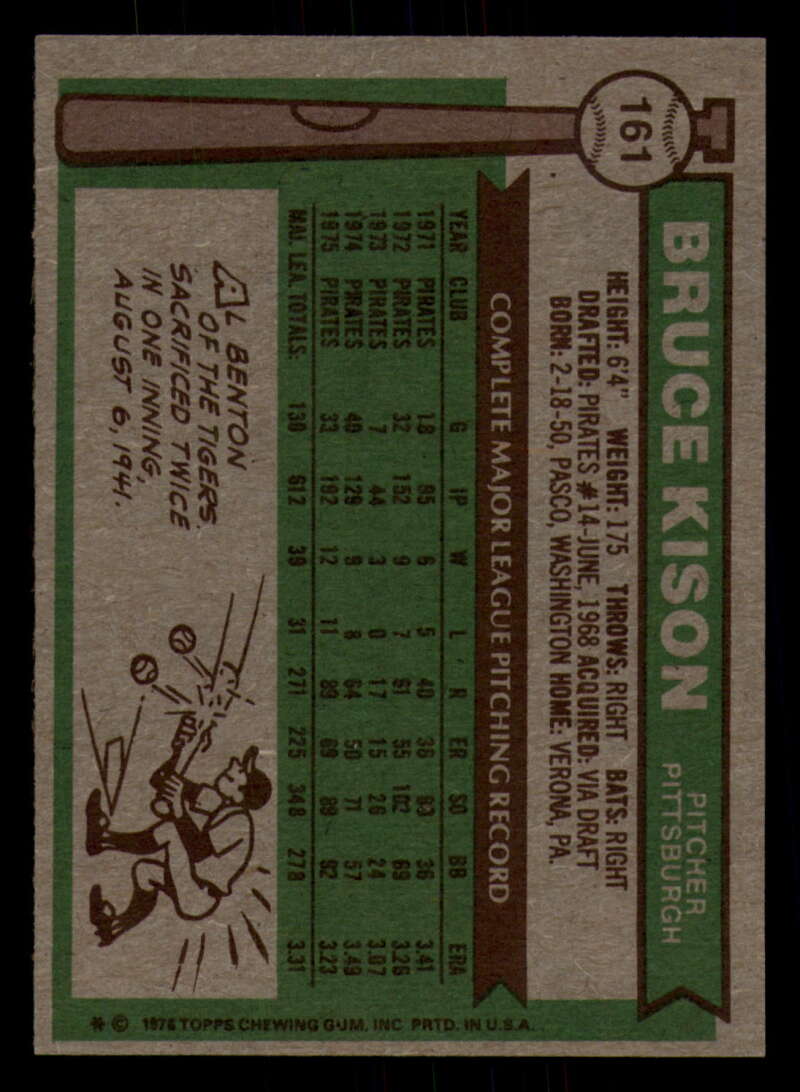 161
BRUCE KISON
PITCHER
PITTSBURGH
HEIGHT: 6'4" WEIGHT: 175 THROWS: RIGHT BATS: RIGHT
DRAFTED: PIRATES #14-JUNE, 1968 ACQUIRED: VIA DRAFT
BORN: 2-18-50, PASCO, WASHINGTON HOME: VERONA, PA.
COMPLETE MAJOR LEAGUE PITCHING RECORD
YEAR CLUB G IP W L R ER SO BB ERA
1971 PIRATES 18 95 6 5 40 36 93 36 3.41
1972 PIRATES 32 152 9 7 61 55 102 69 3.26
1973 PIRATES 7 44 3 0 17 15 26 24 3.07
1974 PIRATES 40 129 9 8 64 50 71 57 3.49
1975 PIRATES 33 192 12 11 89 69 89 92 3.23
MAJ. LEA. TOTALS: 130 612 39 31 271 225 348 278 3.31
AL BENTON
OF THE TIGERS
SACRIFICED TWICE
IN ONE INNING,
AUGUST 6, 1941.
* © 1976 TOPPS CHEWING GUM, INC. PRTD. IN U.S.A.